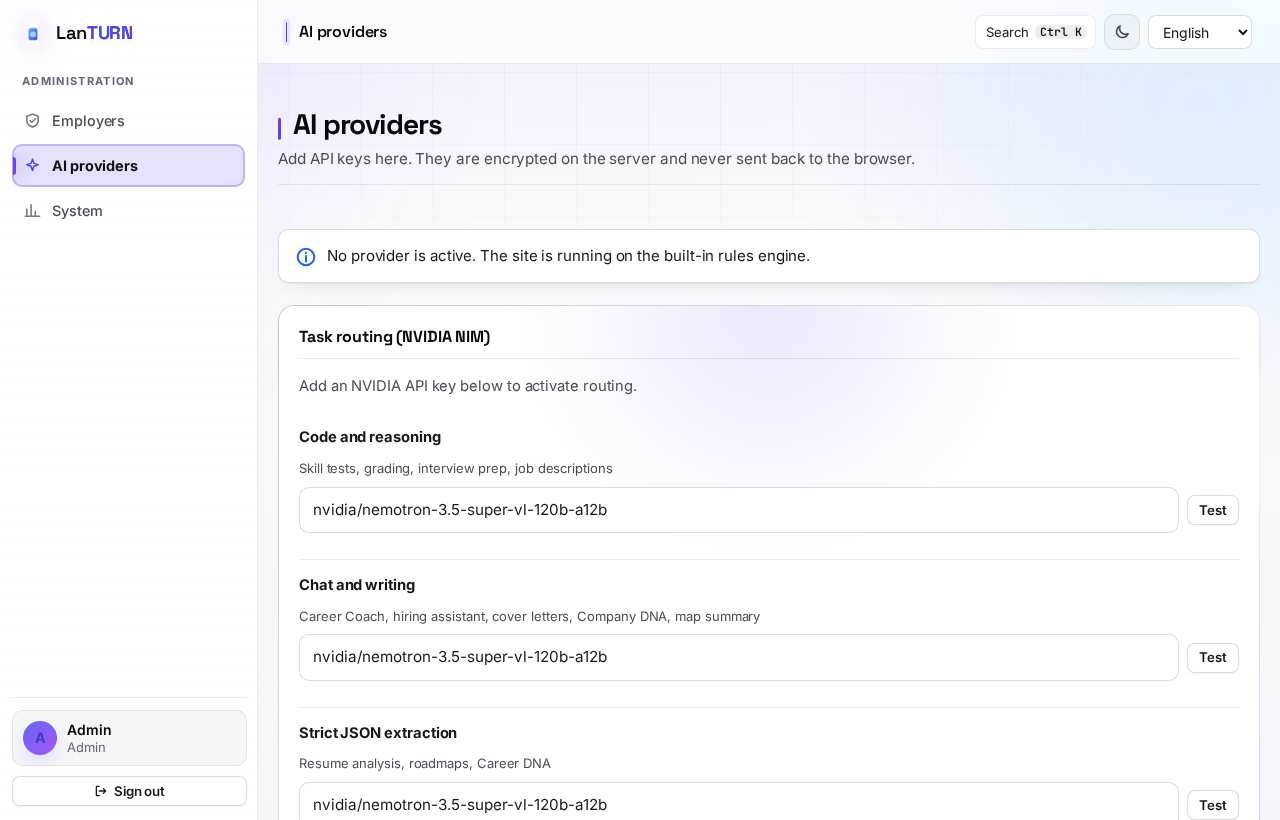 LanTURN
ADMINISTRATION
Employers
AI providers
System
Admin
Admin
Sign out
AI providers
Search Ctrl K
English
AI providers
Add API keys here. They are encrypted on the server and never sent back to the browser.
No provider is active. The site is running on the built-in rules engine.
Task routing (NVIDIA NIM)
Add an NVIDIA API key below to activate routing.
Code and reasoning
Skill tests, grading, interview prep, job descriptions
nvidia/nemotron-3.5-super-vl-120b-a12b
Test
Chat and writing
Career Coach, hiring assistant, cover letters, Company DNA, map summary
nvidia/nemotron-3.5-super-vl-120b-a12b
Test
Strict JSON extraction
Resume analysis, roadmaps, Career DNA
nvidia/nemotron-3.5-super-vl-120b-a12b
Test
A